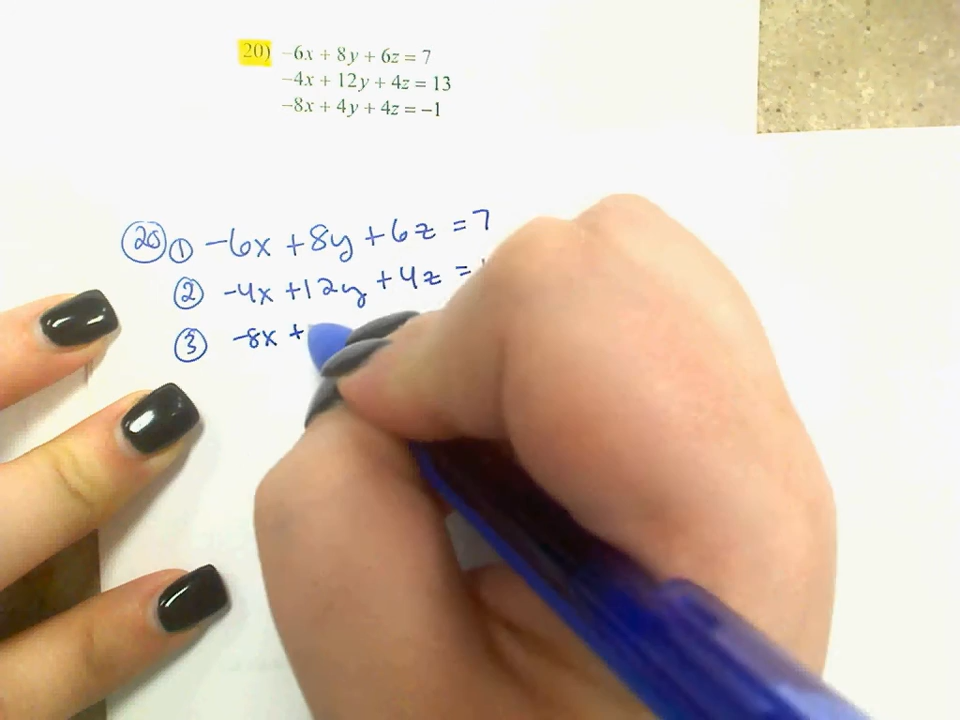 20) −6x + 8y + 6z = 7
−4x + 12y + 4z = 13
−8x + 4y + 4z = −1
20 1 -6x +8y +6z =7
2 -4x +12y +4z =
3 -8x +